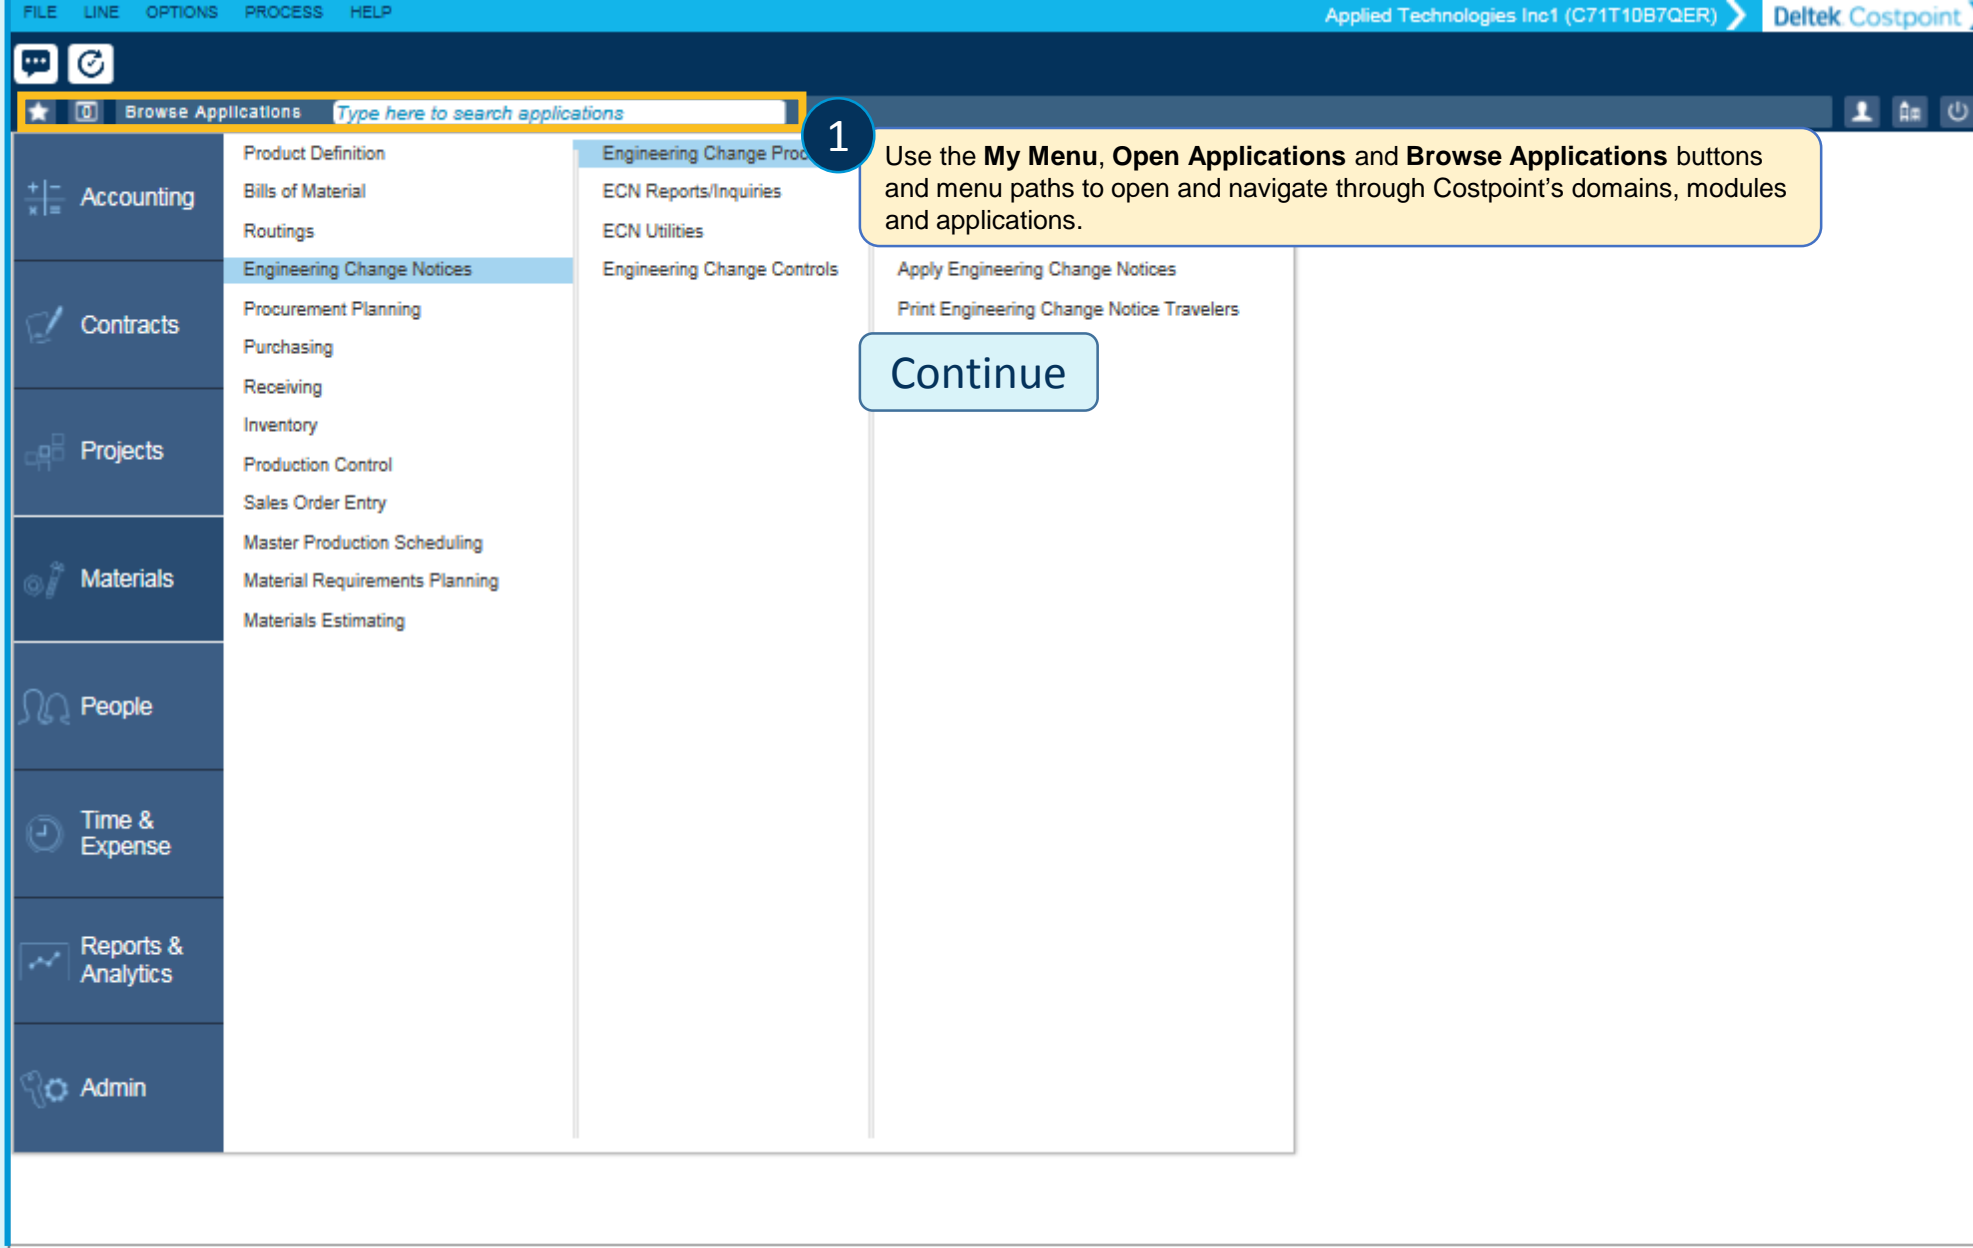 FILE LINE OPTIONS PROCESS HELP
Applied Technologies Inc1 (C71T10B7QER)
Deltek Costpoint
0 Browse Applications Type here to search applications
1
Use the My Menu, Open Applications and Browse Applications buttons
and menu paths to open and navigate through Costpoint's domains, modules
and applications.
Accounting
Contracts
Projects
Materials
People
Time &
Expense
Reports &
Analytics
Admin
Product Definition
Bills of Material
Routings
Engineering Change Notices
Procurement Planning
Purchasing
Receiving
Inventory
Production Control
Sales Order Entry
Master Production Scheduling
Material Requirements Planning
Materials Estimating
Engineering Change
ECN Reports/Inquiries
ECN Utilities
Engineering Change Controls
Apply Engineering Change Notices
Print Engineering Change Notice Travelers
Continue